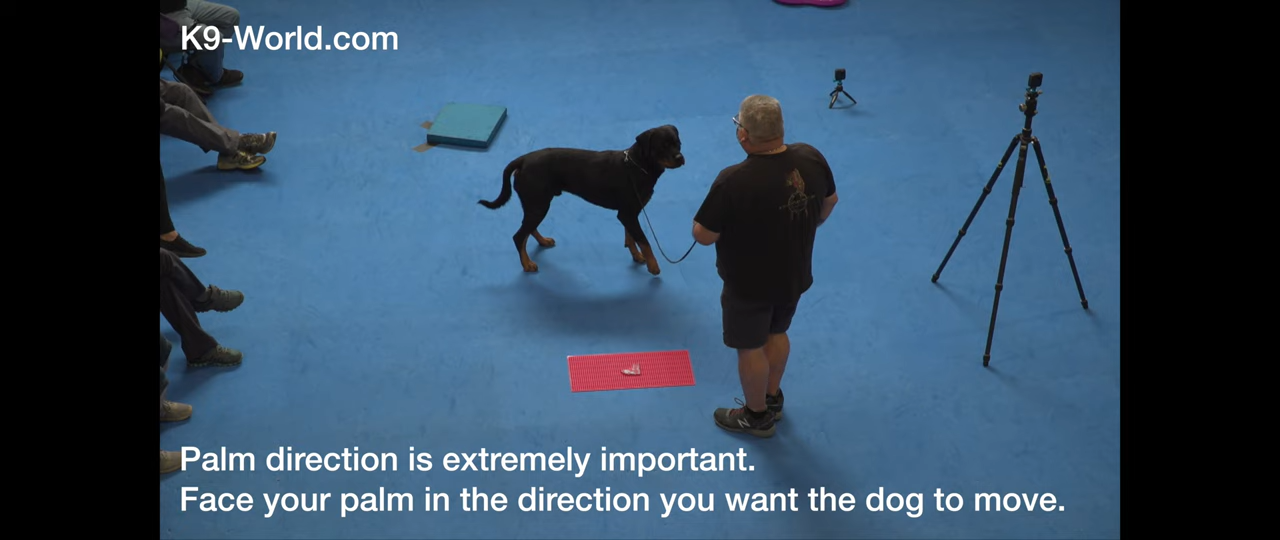 K9-World.com
Palm direction is extremely important.
Face your palm in the direction you want the dog to move.